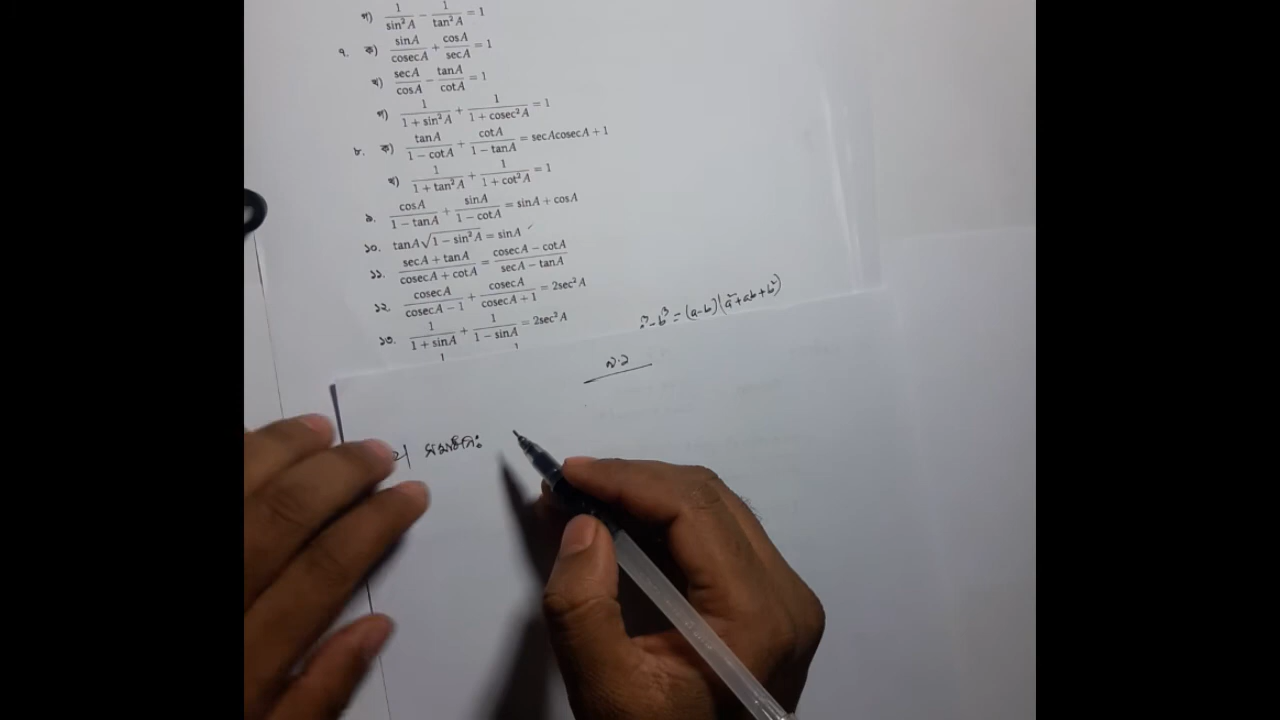 গ) 1/sin²A − 1/tan²A = 1
৭. ক) sinA/cosecA + cosA/secA = 1
খ) secA/cosA − tanA/cotA = 1
গ) 1/(1 + sin²A) + 1/(1 + cosec²A) = 1
৮. ক) tanA/(1 − cotA) + cotA/(1 − tanA) = secAcosecA + 1
খ) 1/(1 + tan²A) + 1/(1 + cot²A) = 1
৯. cosA/(1 − tanA) + sinA/(1 − cotA) = sinA + cosA
১০. tanA√(1 − sin²A) = sinA
১১. (secA + tanA)/(cosecA + cotA) = (cosecA − cotA)/(secA − tanA)
১২. cosecA/(cosecA − 1) + cosecA/(cosecA + 1) = 2sec²A
১৩. 1/(1 + sinA) + 1/(1 − sinA) = 2sec²A
1 1
a³ − b³ = (a−b)(a²+ab+b²)
৯.১